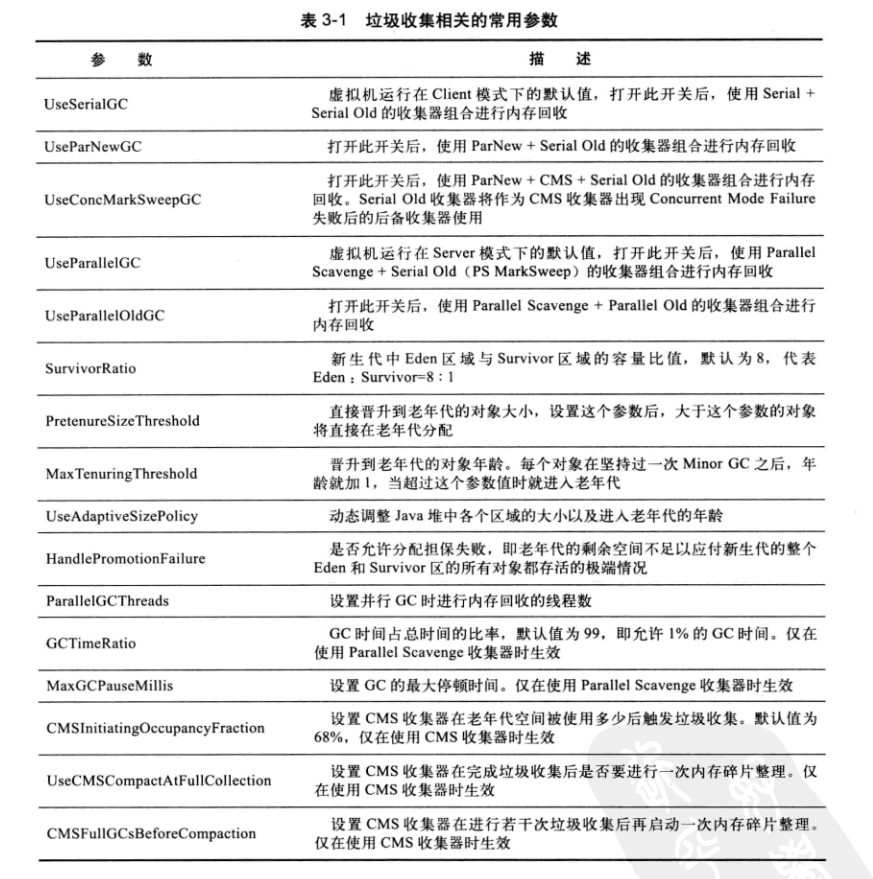 表 3-1 垃圾收集相关的常用参数
参 数 描 述
UseSerialGC 虚拟机运行在 Client 模式下的默认值，打开此开关后，使用 Serial +
Serial Old 的收集器组合进行内存回收
UseParNewGC 打开此开关后，使用 ParNew + Serial Old 的收集器组合进行内存回收
UseConcMarkSweepGC 打开此开关后，使用 ParNew + CMS + Serial Old 的收集器组合进行内存
回收。Serial Old 收集器将作为 CMS 收集器出现 Concurrent Mode Failure
失败后的后备收集器使用
UseParallelGC 虚拟机运行在 Server 模式下的默认值，打开此开关后，使用 Parallel
Scavenge + Serial Old（PS MarkSweep）的收集器组合进行内存回收
UseParallelOldGC 打开此开关后，使用 Parallel Scavenge + Parallel Old 的收集器组合进行
内存回收
SurvivorRatio 新生代中 Eden 区域与 Survivor 区域的容量比值，默认为 8，代表
Eden：Survivor=8：1
PretenureSizeThreshold 直接晋升到老年代的对象大小，设置这个参数后，大于这个参数的对象
将直接在老年代分配
MaxTenuringThreshold 晋升到老年代的对象年龄。每个对象在坚持过一次 Minor GC 之后，年
龄就加 1，当超过这个参数值时就进入老年代
UseAdaptiveSizePolicy 动态调整 Java 堆中各个区域的大小以及进入老年代的年龄
HandlePromotionFailure 是否允许分配担保失败，即老年代的剩余空间不足以应付新生代的整个
Eden 和 Survivor 区的所有对象都存活的极端情况
ParallelGCThreads 设置并行 GC 时进行内存回收的线程数
GCTimeRatio GC 时间占总时间的比率，默认值为 99，即允许 1% 的 GC 时间。仅在
使用 Parallel Scavenge 收集器时生效
MaxGCPauseMillis 设置 GC 的最大停顿时间。仅在使用 Parallel Scavenge 收集器时生效
CMSInitiatingOccupancyFraction 设置 CMS 收集器在老年代空间被使用多少后触发垃圾收集。默认值为
68%，仅在使用 CMS 收集器时生效
UseCMSCompactAtFullCollection 设置 CMS 收集器在完成垃圾收集后是否要进行一次内存碎片整理。仅
在使用 CMS 收集器时生效
CMSFullGCsBeforeCompaction 设置 CMS 收集器在进行若干次垃圾收集后再启动一次内存碎片整理。
仅在使用 CMS 收集器时生效